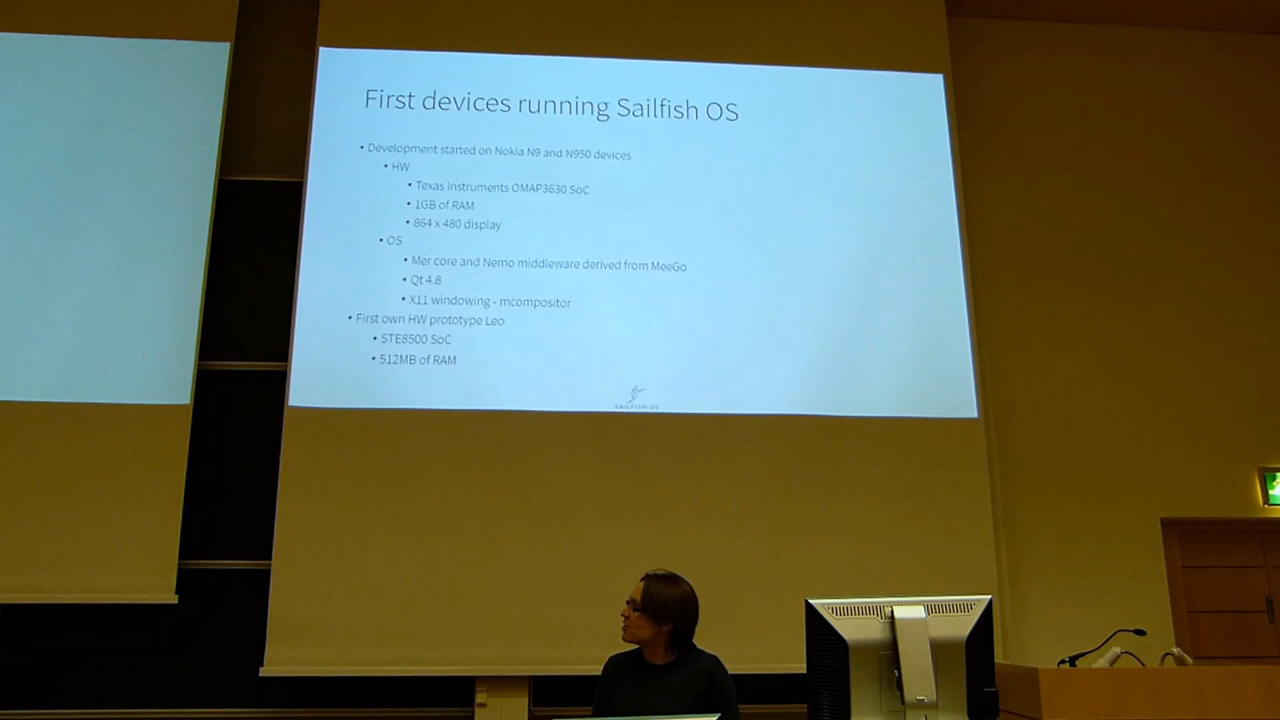 First devices running Sailfish OS
• Development started on Nokia N9 and N950 devices
• HW
• Texas Instruments OMAP3630 SoC
• 1GB of RAM
• 864 x 480 display
• OS
• Mer core and Nemo middleware derived from MeeGo
• Qt 4.8
• X11 windowing - mcompositor
• First own HW prototype Leo
• STE8500 SoC
• 512MB of RAM
SAILFISH OS